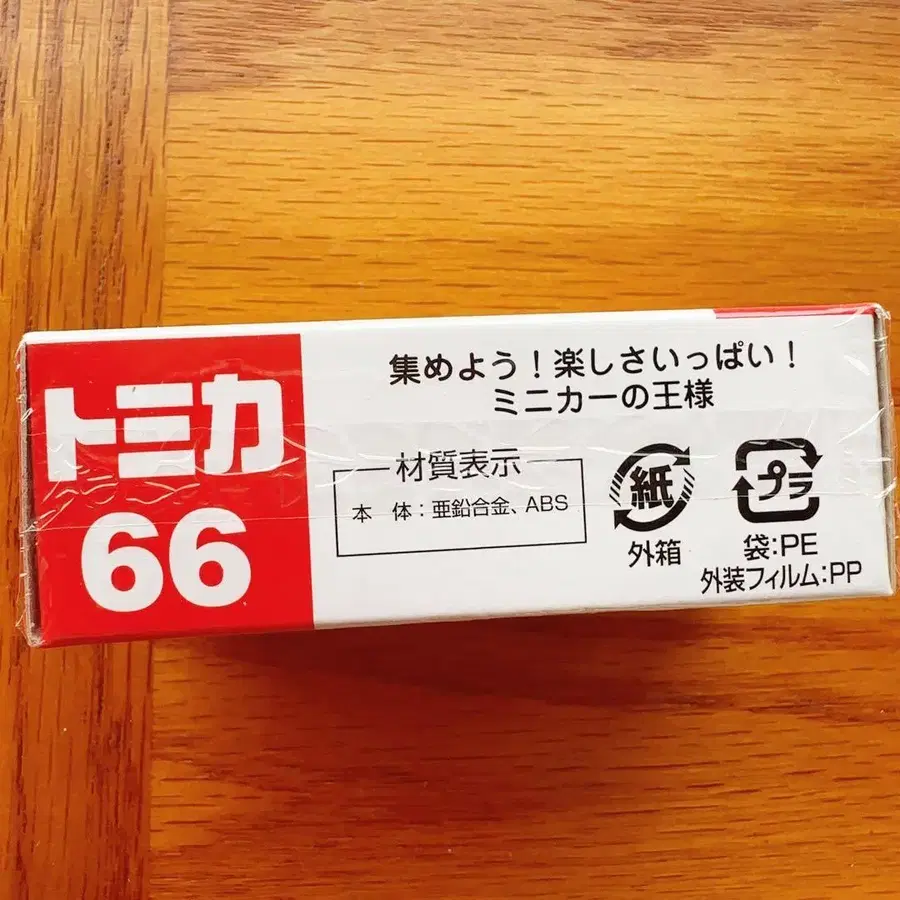 トミカ
66
集めよう!楽しさいっぱい!
ミニカーの王様
材質表示
本 体:亜鉛合金、ABS
紙
外箱
プラ
袋:PE
外装フィルム:PP